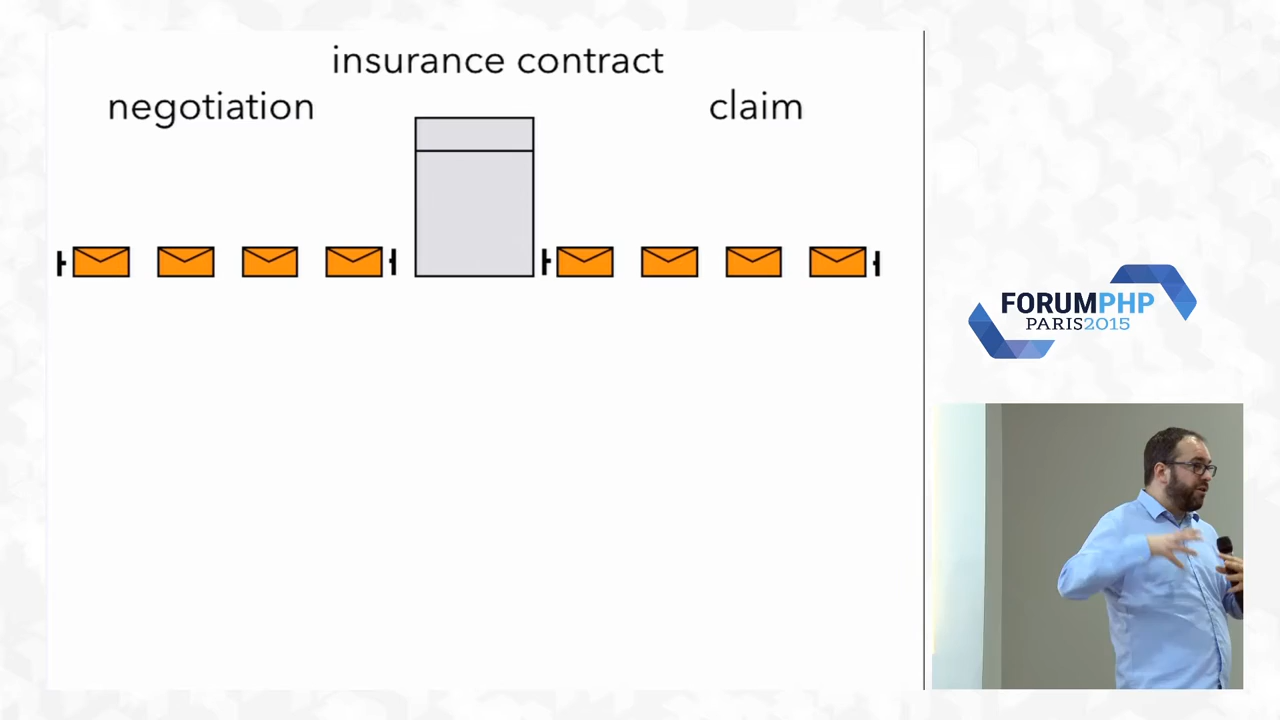 insurance contract
negotiation
claim
FORUMPHP
PARIS2015